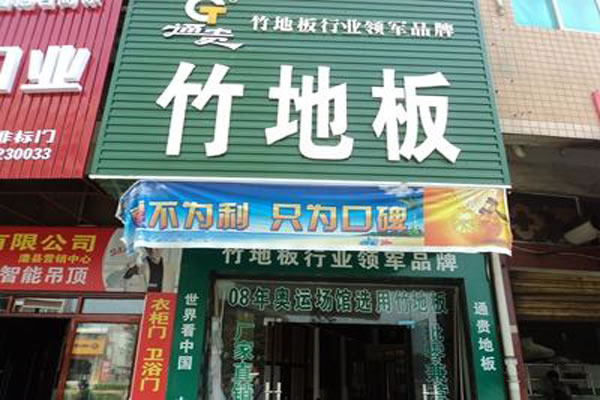 GT
通贵
竹地板行业领军品牌
竹地板
门业
非标门
230033
不为利 只为口碑
有限公司
营销中心
智能吊顶
竹地板行业领军品牌
08年奥运场馆选用竹地板
衣柜门 卫浴门
世界看中国
厂家直销
通贵地板